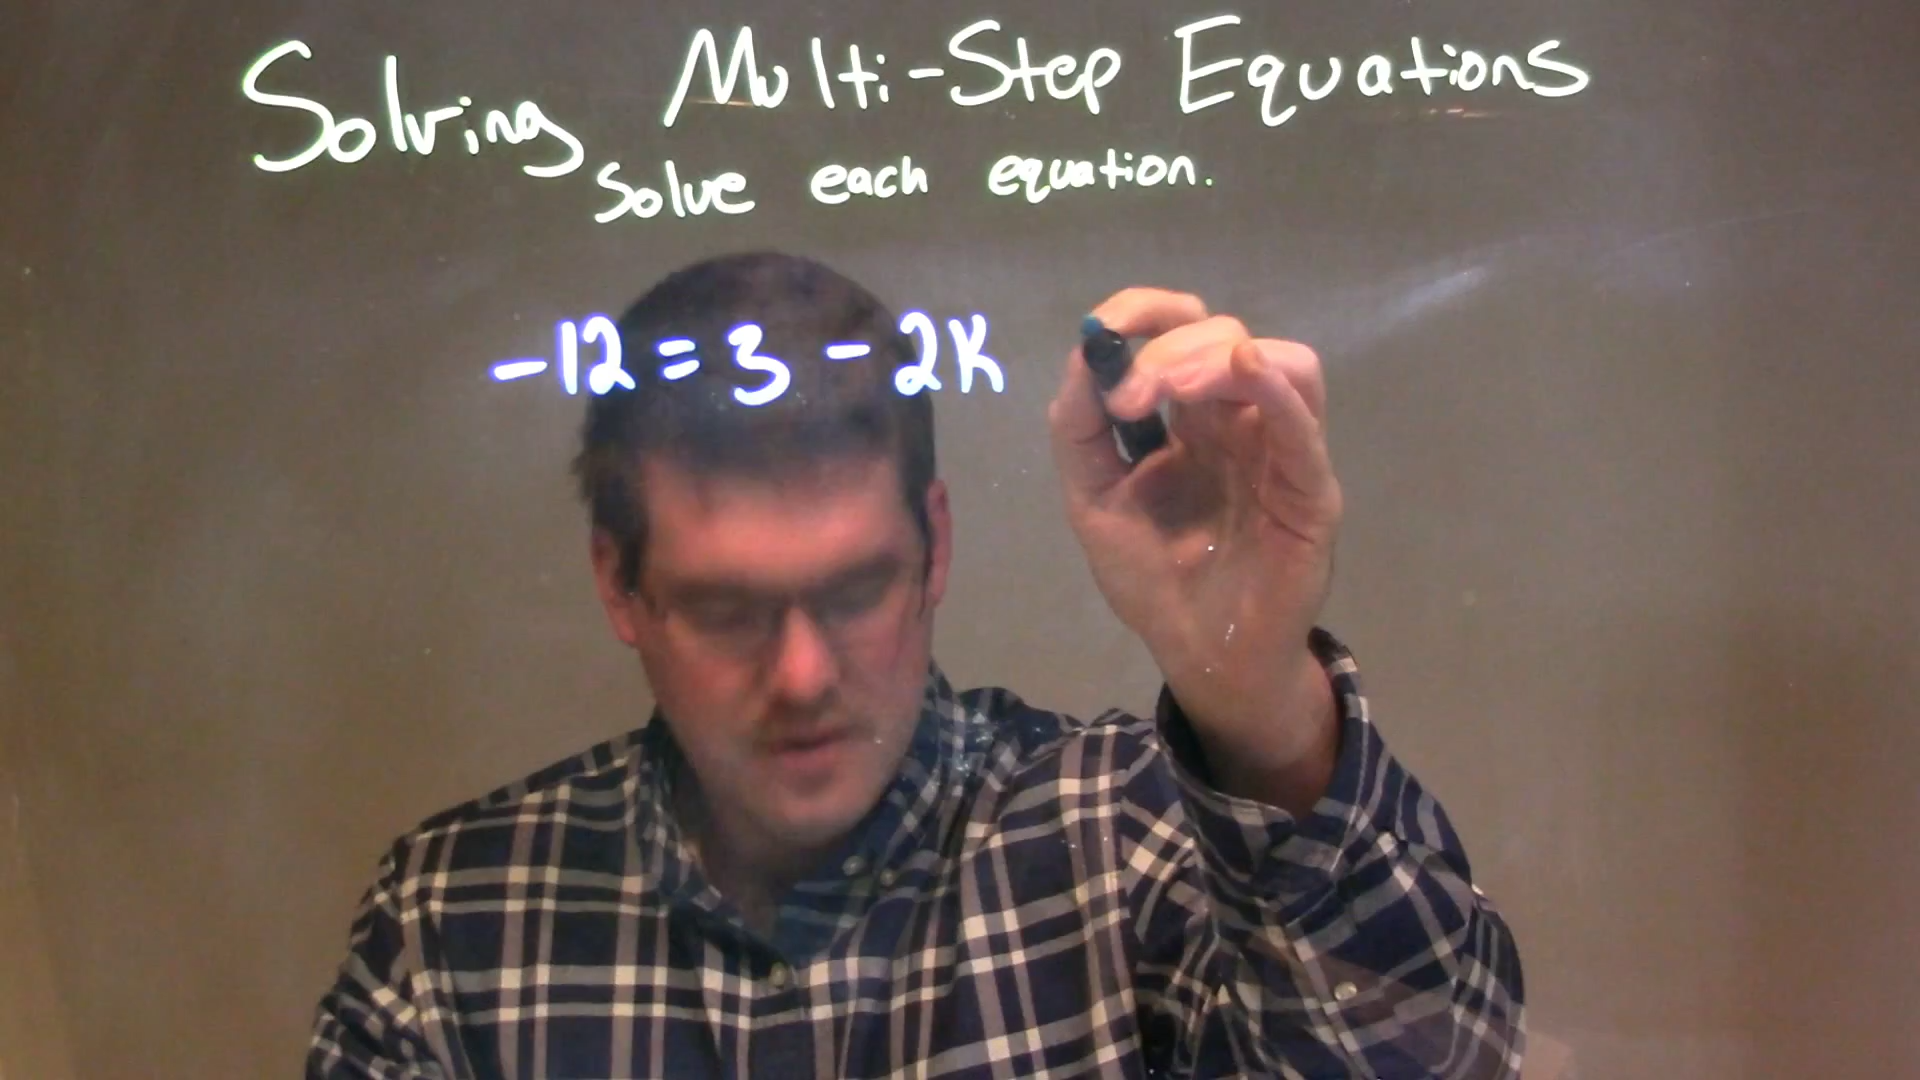 Solving Multi-Step Equations
Solve each equation.
-12 = 3 - 2k